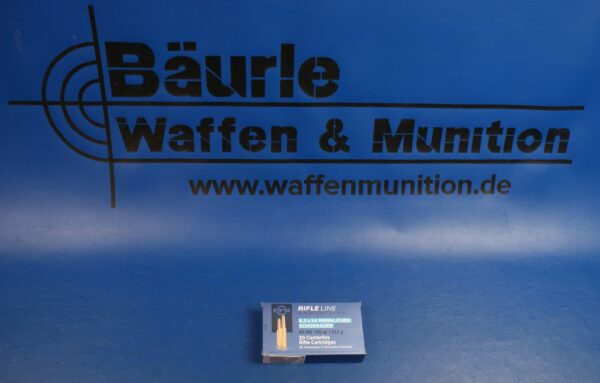 Bäurle
Waffen & Munition
www.waffenmunition.de
RIFLE LINE
6,5 x 54 MANNLICHER
SCHOENAUER
20 Centerfire
Rifle Cartridges